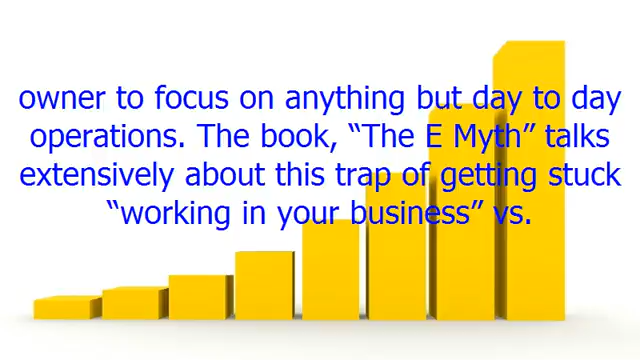 owner to focus on anything but day to day
operations. The book, “The E Myth” talks
extensively about this trap of getting stuck
“working in your business” vs.